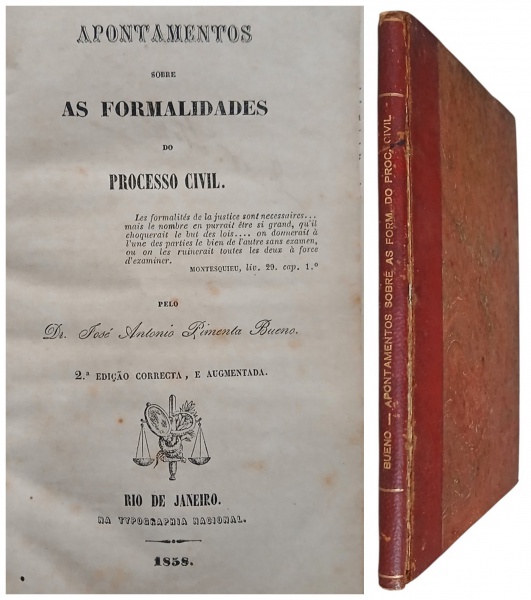 APONTAMENTOS
SOBRE
AS FORMALIDADES
DO
PROCESSO CIVIL.
Les formalités de la justice sont necessaires...
mais le nombre en purrait être si grand, qu'il
choquerait le but des lois.... on donnerait à
l'une des parties le bien de l'autre sans examen,
ou on les ruinerait toutes les deux à force
d'examiner.
MONTESQUIEU, liv. 29. cap. 1.º
PELO
Dr. José Antonio Pimenta Bueno.
2.ª EDIÇÃO CORRECTA, E AUGMENTADA.
RIO DE JANEIRO.
NA TYPOGRAPHIA NACIONAL.
1858.
BUENO — APONTAMENTOS SOBRE AS FORM. DO PROC. CIVIL